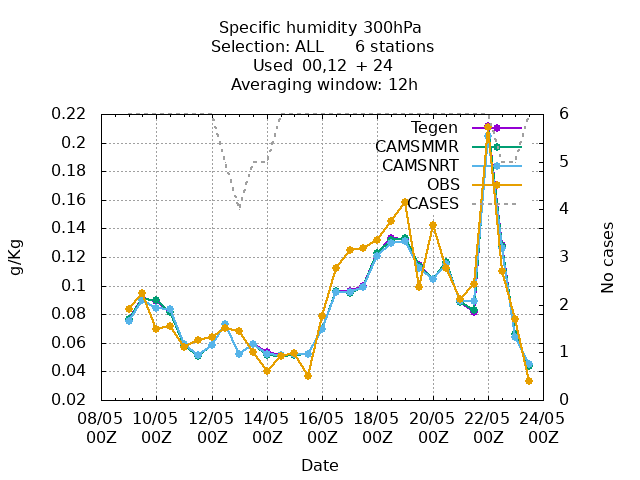 Specific humidity 300hPa
Selection: ALL 6 stations
Used 00,12 + 24
Averaging window: 12h
0.22
0.2
0.18
0.16
0.14
0.12
0.1
0.08
0.06
0.04
0.02
g/Kg
Tegen
CAMSMMR
CAMSNRT
OBS
CASES
6
5
4
3
2
1
0
No cases
08/05 10/05 12/05 14/05 16/05 18/05 20/05 22/05 24/05
00Z 00Z 00Z 00Z 00Z 00Z 00Z 00Z 00Z
Date